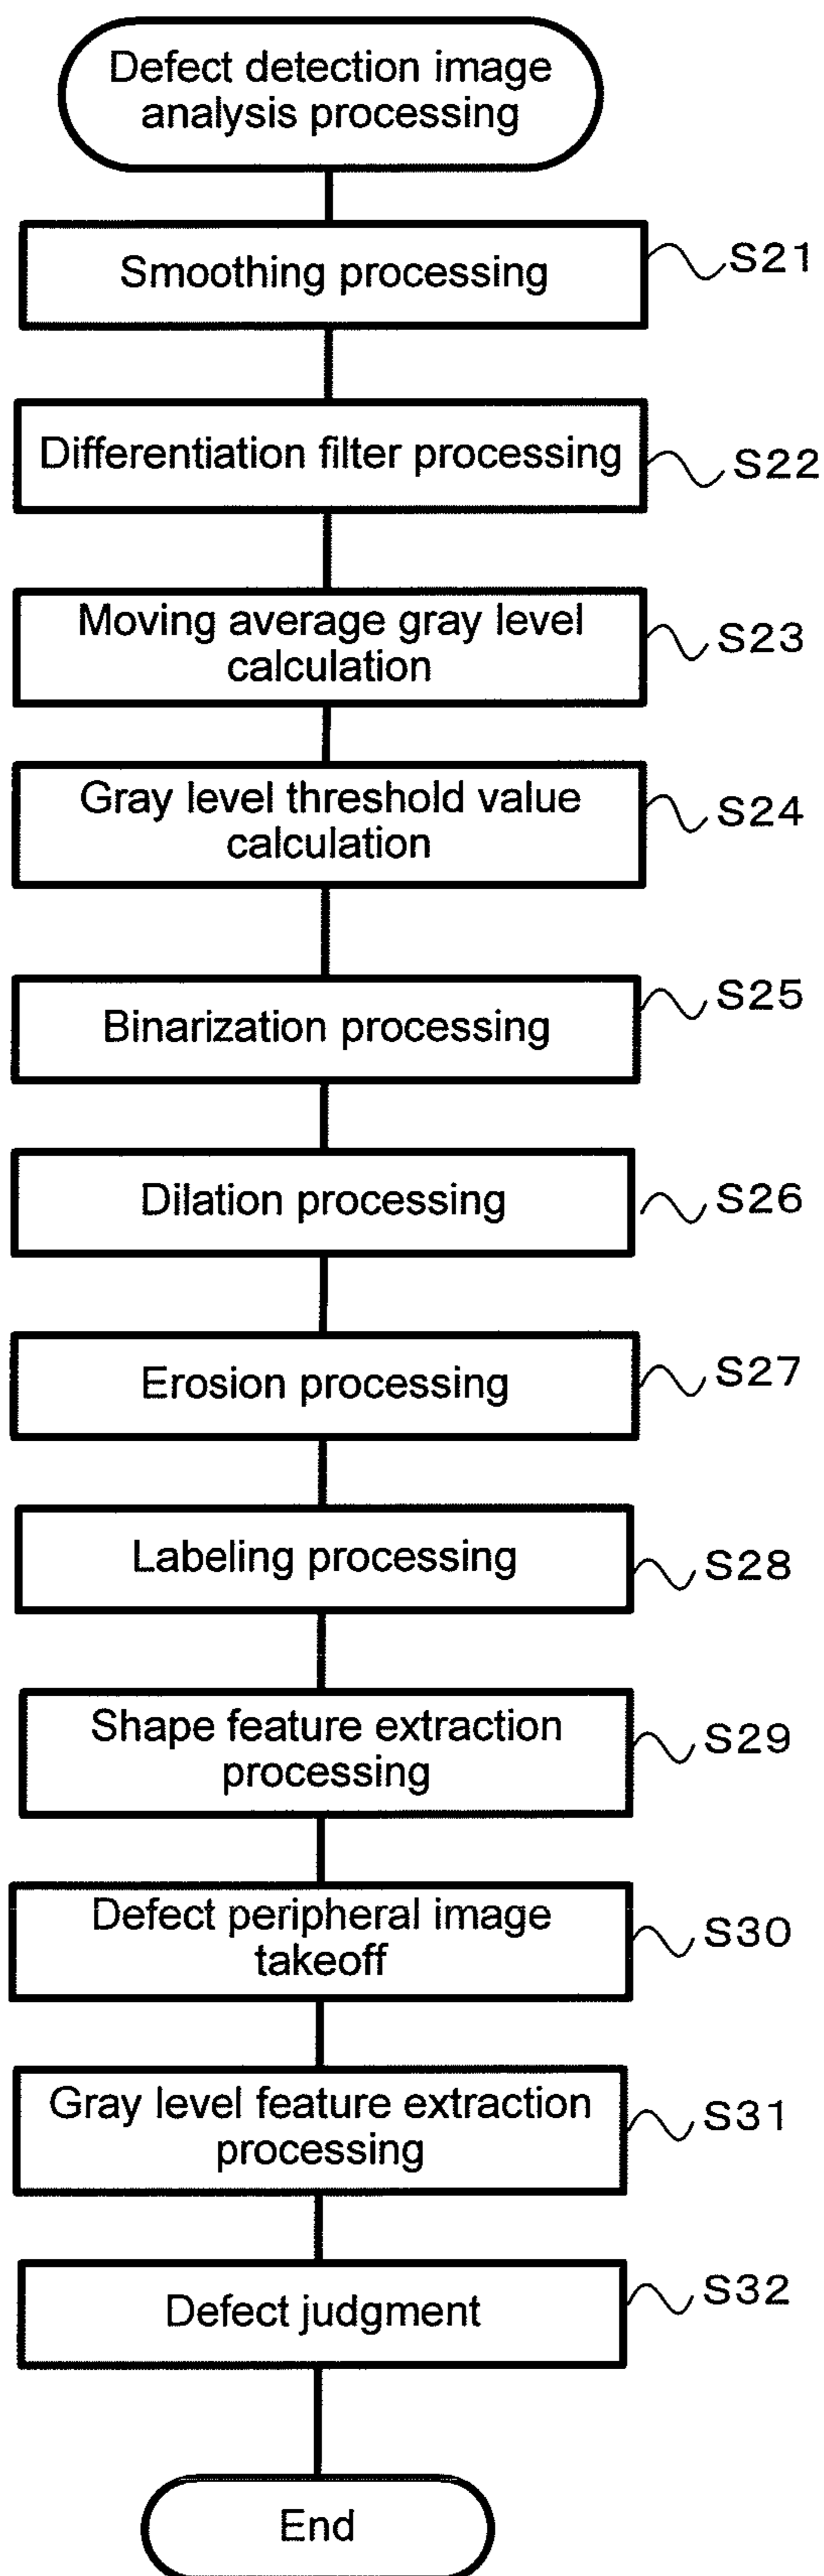 Defect detection image
analysis processing
Smoothing processing
S21
Differentiation filter processing
S22
Moving average gray level
calculation
S23
Gray level threshold value
calculation
S24
Binarization processing
S25
Dilation processing
S26
Erosion processing
S27
Labeling processing
S28
Shape feature extraction
processing
S29
Defect peripheral image
takeoff
S30
Gray level feature extraction
processing
S31
Defect judgment
S32
End